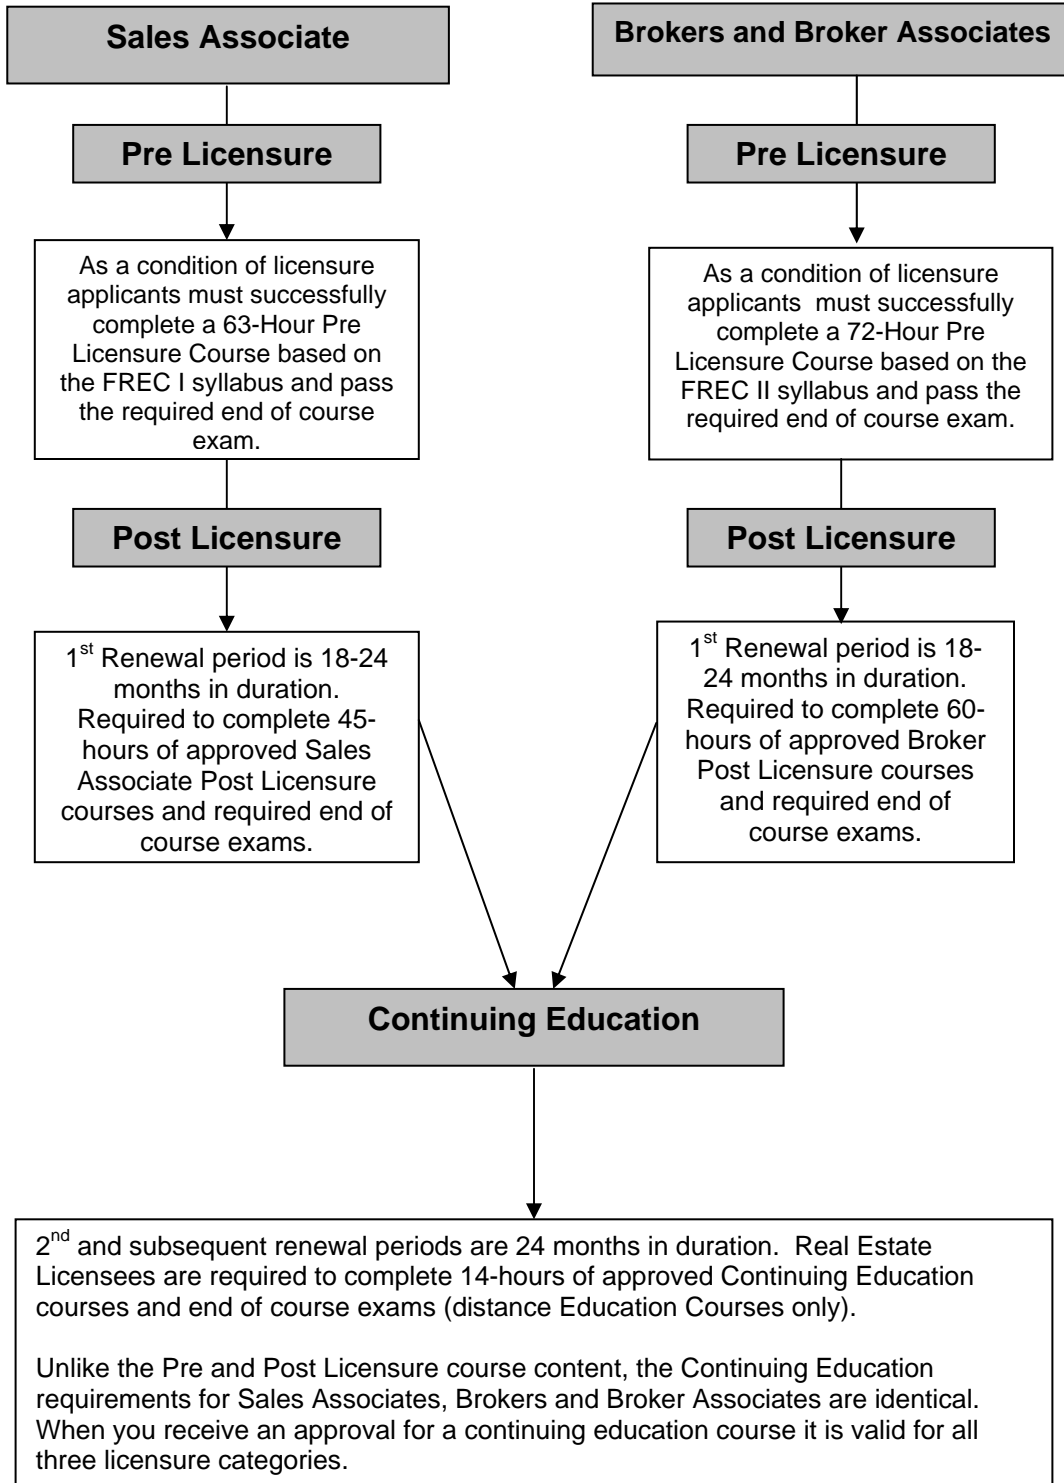 Sales Associate
Pre Licensure
As a condition of licensure
applicants must successfully
complete a 63-Hour Pre
Licensure Course based on
the FREC I syllabus and pass
the required end of course
exam.
Post Licensure
1st Renewal period is 18-24
months in duration.
Required to complete 45-
hours of approved Sales
Associate Post Licensure
courses and required end of
course exams.
Brokers and Broker Associates
Pre Licensure
As a condition of licensure
applicants must successfully
complete a 72-Hour Pre
Licensure Course based on the
FREC II syllabus and pass the
required end of course exam.
Post Licensure
1st Renewal period is 18-
24 months in duration.
Required to complete 60-
hours of approved Broker
Post Licensure courses
and required end of
course exams.
Continuing Education
2nd and subsequent renewal periods are 24 months in duration. Real Estate
Licensees are required to complete 14-hours of approved Continuing Education
courses and end of course exams (distance Education Courses only).
Unlike the Pre and Post Licensure course content, the Continuing Education
requirements for Sales Associates, Brokers and Broker Associates are identical.
When you receive an approval for a continuing education course it is valid for all
three licensure categories.